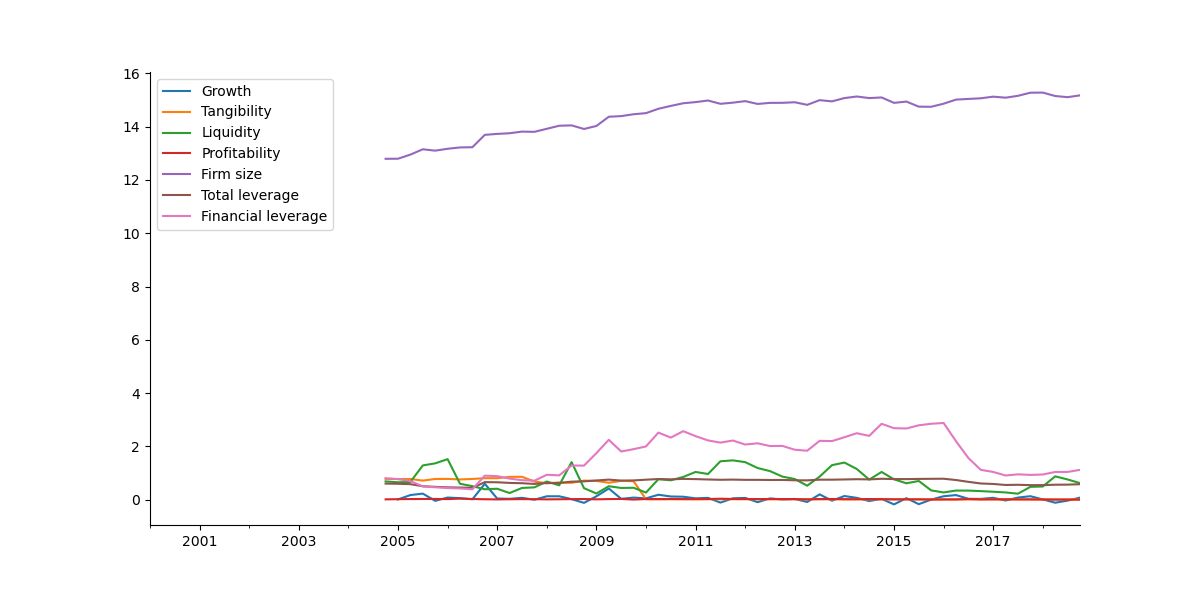 16
14
12
10
8
6
4
2
0
Growth
Tangibility
Liquidity
Profitability
Firm size
Total leverage
Financial leverage
2001 2003 2005 2007 2009 2011 2013 2015 2017